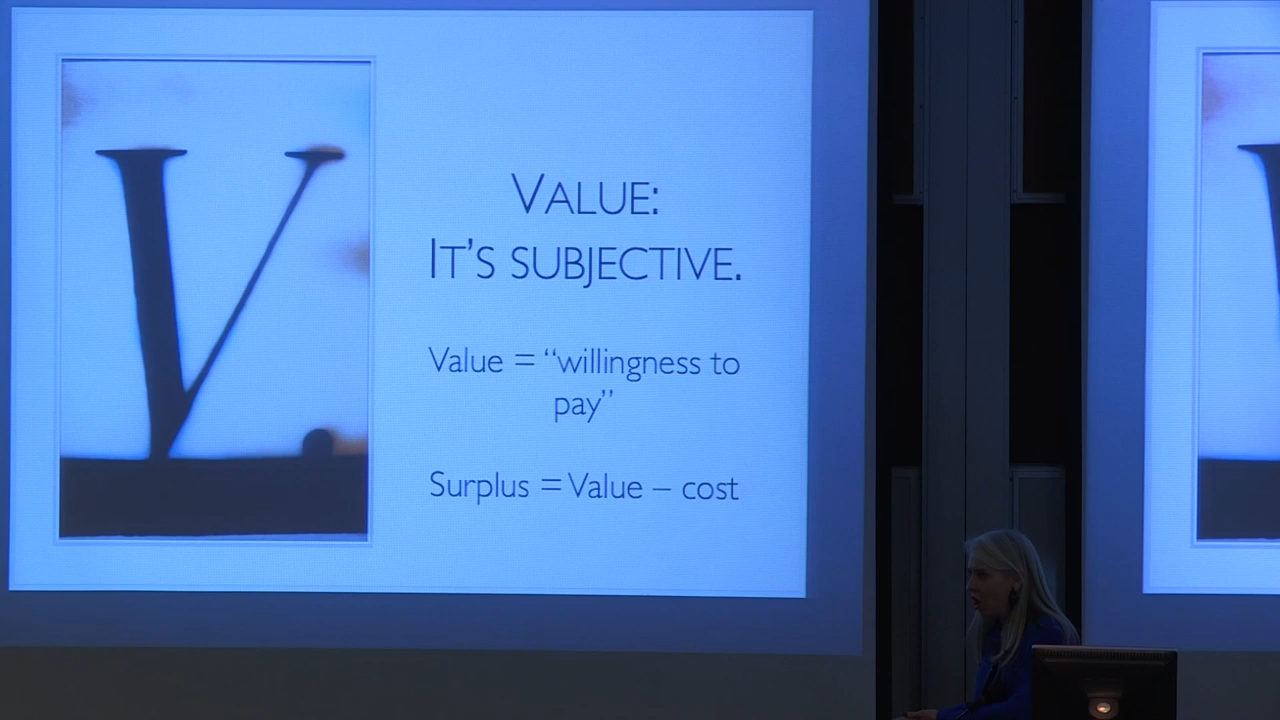 V
VALUE:
IT'S SUBJECTIVE.
Value = “willingness to
pay”
Surplus = Value – cost